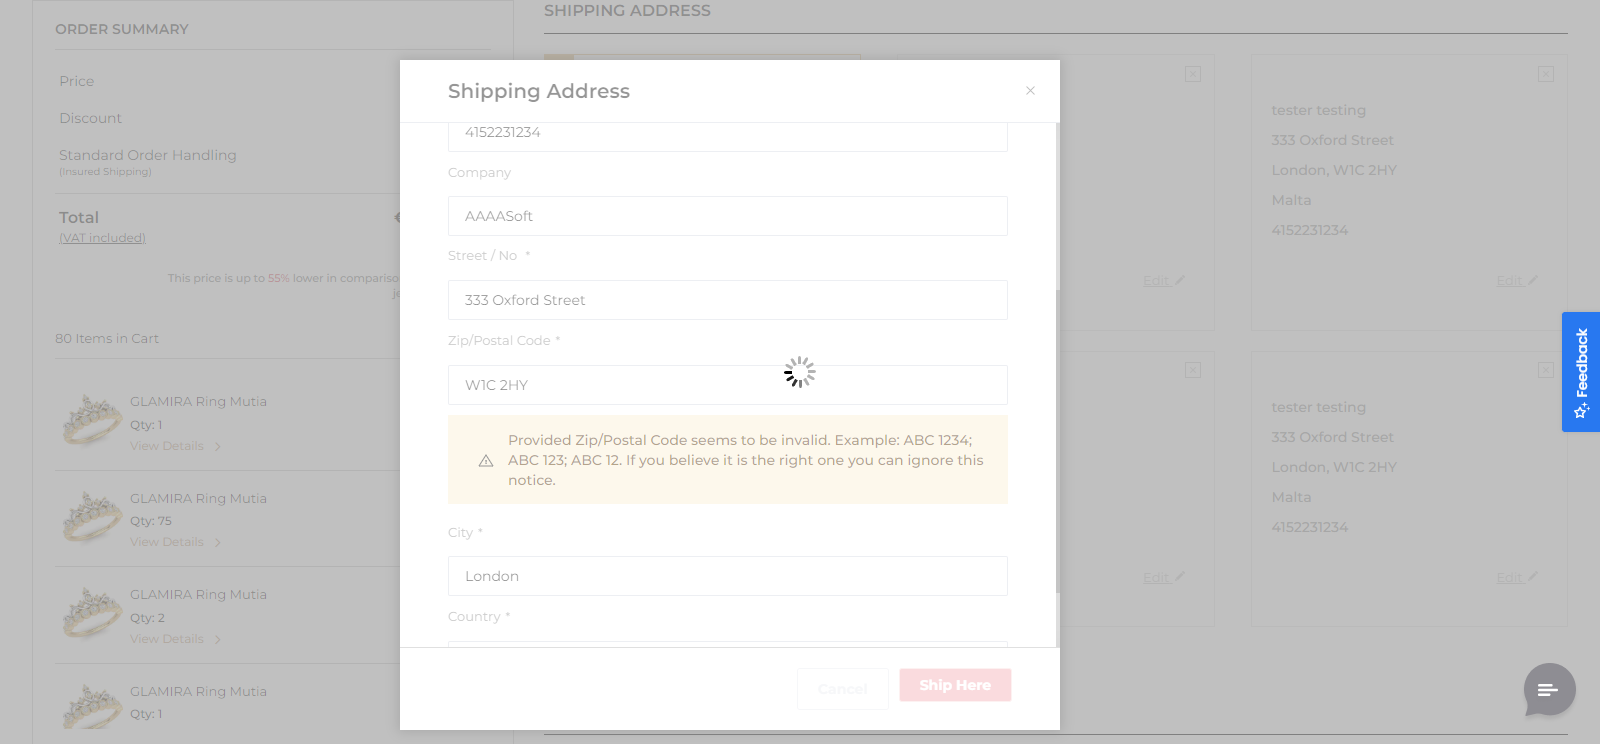 ORDER SUMMARY
Price
Discount
Standard Order Handling
(Insured Shipping)
Total
€
(VAT included)
This price is up to 55% lower in
80 Items in Cart
GLAMIRA Ring Mutia
Qty: 1
View Details
GLAMIRA Ring Mutia
Qty: 75
View Details
GLAMIRA Ring Mutia
Qty: 2
View Details
GLAMIRA Ring Mutia
Qty: 1
SHIPPING ADDRESS
Shipping Address
4152231234
Company
AAAASoft
Street / No *
333 Oxford Street
Zip/Postal Code *
W1C 2HY
Provided Zip/Postal Code seems to be invalid. Example: ABC 1234;
ABC 123; ABC 12. If you believe it is the right one you can ignore this
notice.
City *
London
Country *
Cancel
Ship Here
Edit
tester testing
333 Oxford Street
London, W1C 2HY
Malta
4152231234
Edit
Edit
tester testing
333 Oxford Street
London, W1C 2HY
Malta
4152231234
Edit
Feedback